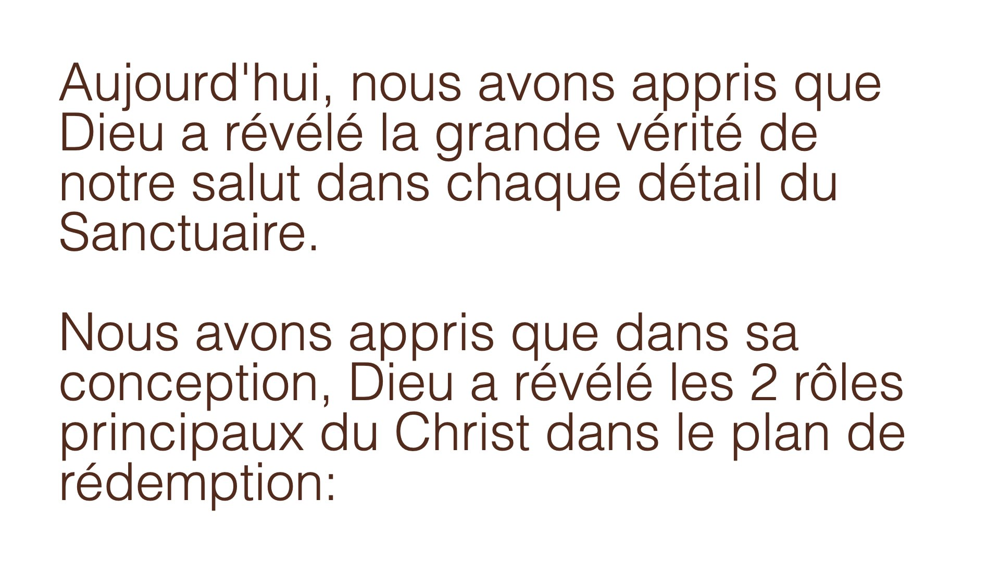 Aujourd'hui, nous avons appris que
Dieu a révélé la grande vérité de
notre salut dans chaque détail du
Sanctuaire.
Nous avons appris que dans sa
conception, Dieu a révélé les 2 rôles
principaux du Christ dans le plan de
rédemption: